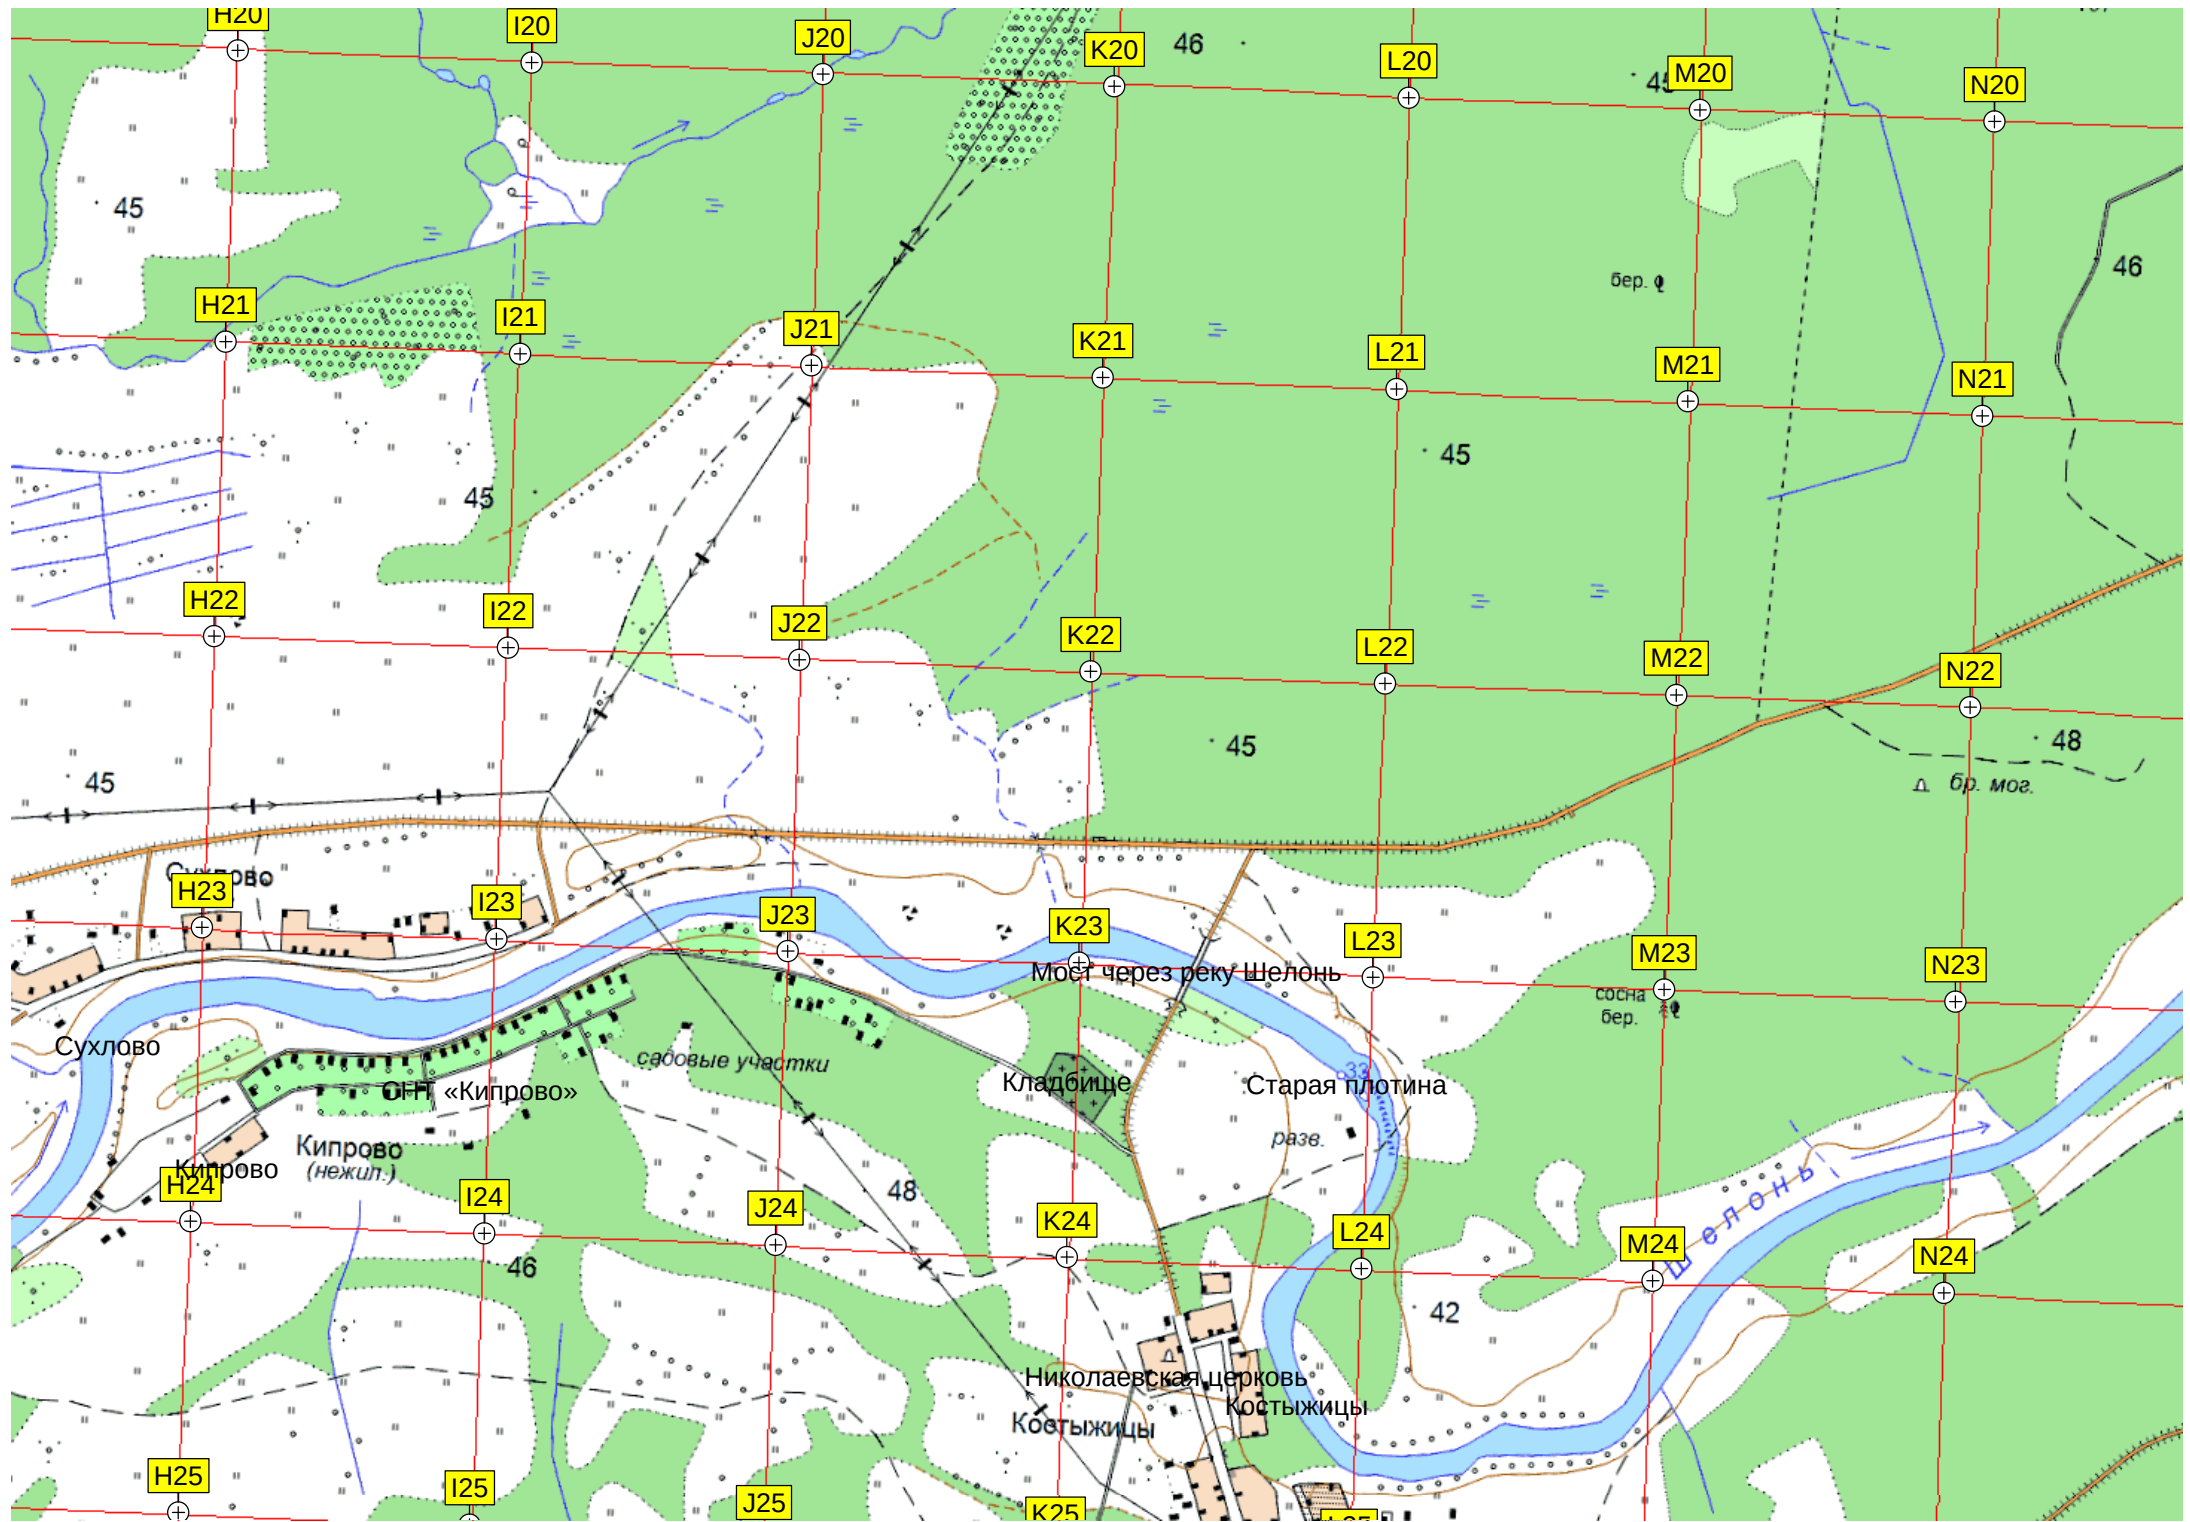 H20
I20
J20
K20
46
L20
45
M20
N20
45
46
бер.
H21
I21
J21
K21
L21
M21
N21
45
45
H22
I22
J22
K22
L22
M22
N22
45
48
45
бр. мог.
Сухлово
H23
I23
J23
K23
L23
M23
N23
Мост через реку Шелонь
сосна
бер.
Сухлово
садовые участки
33
СНТ «Кипрово»
Кладбище
Старая плотина
разв.
Кипрово
(нежил.)
Кипрово
H24
I24
J24
48
K24
L24
M24
Шелонь
N24
46
42
Николаевская церковь
Костыжицы
Костыжицы
H25
I25
J25
K25
L25